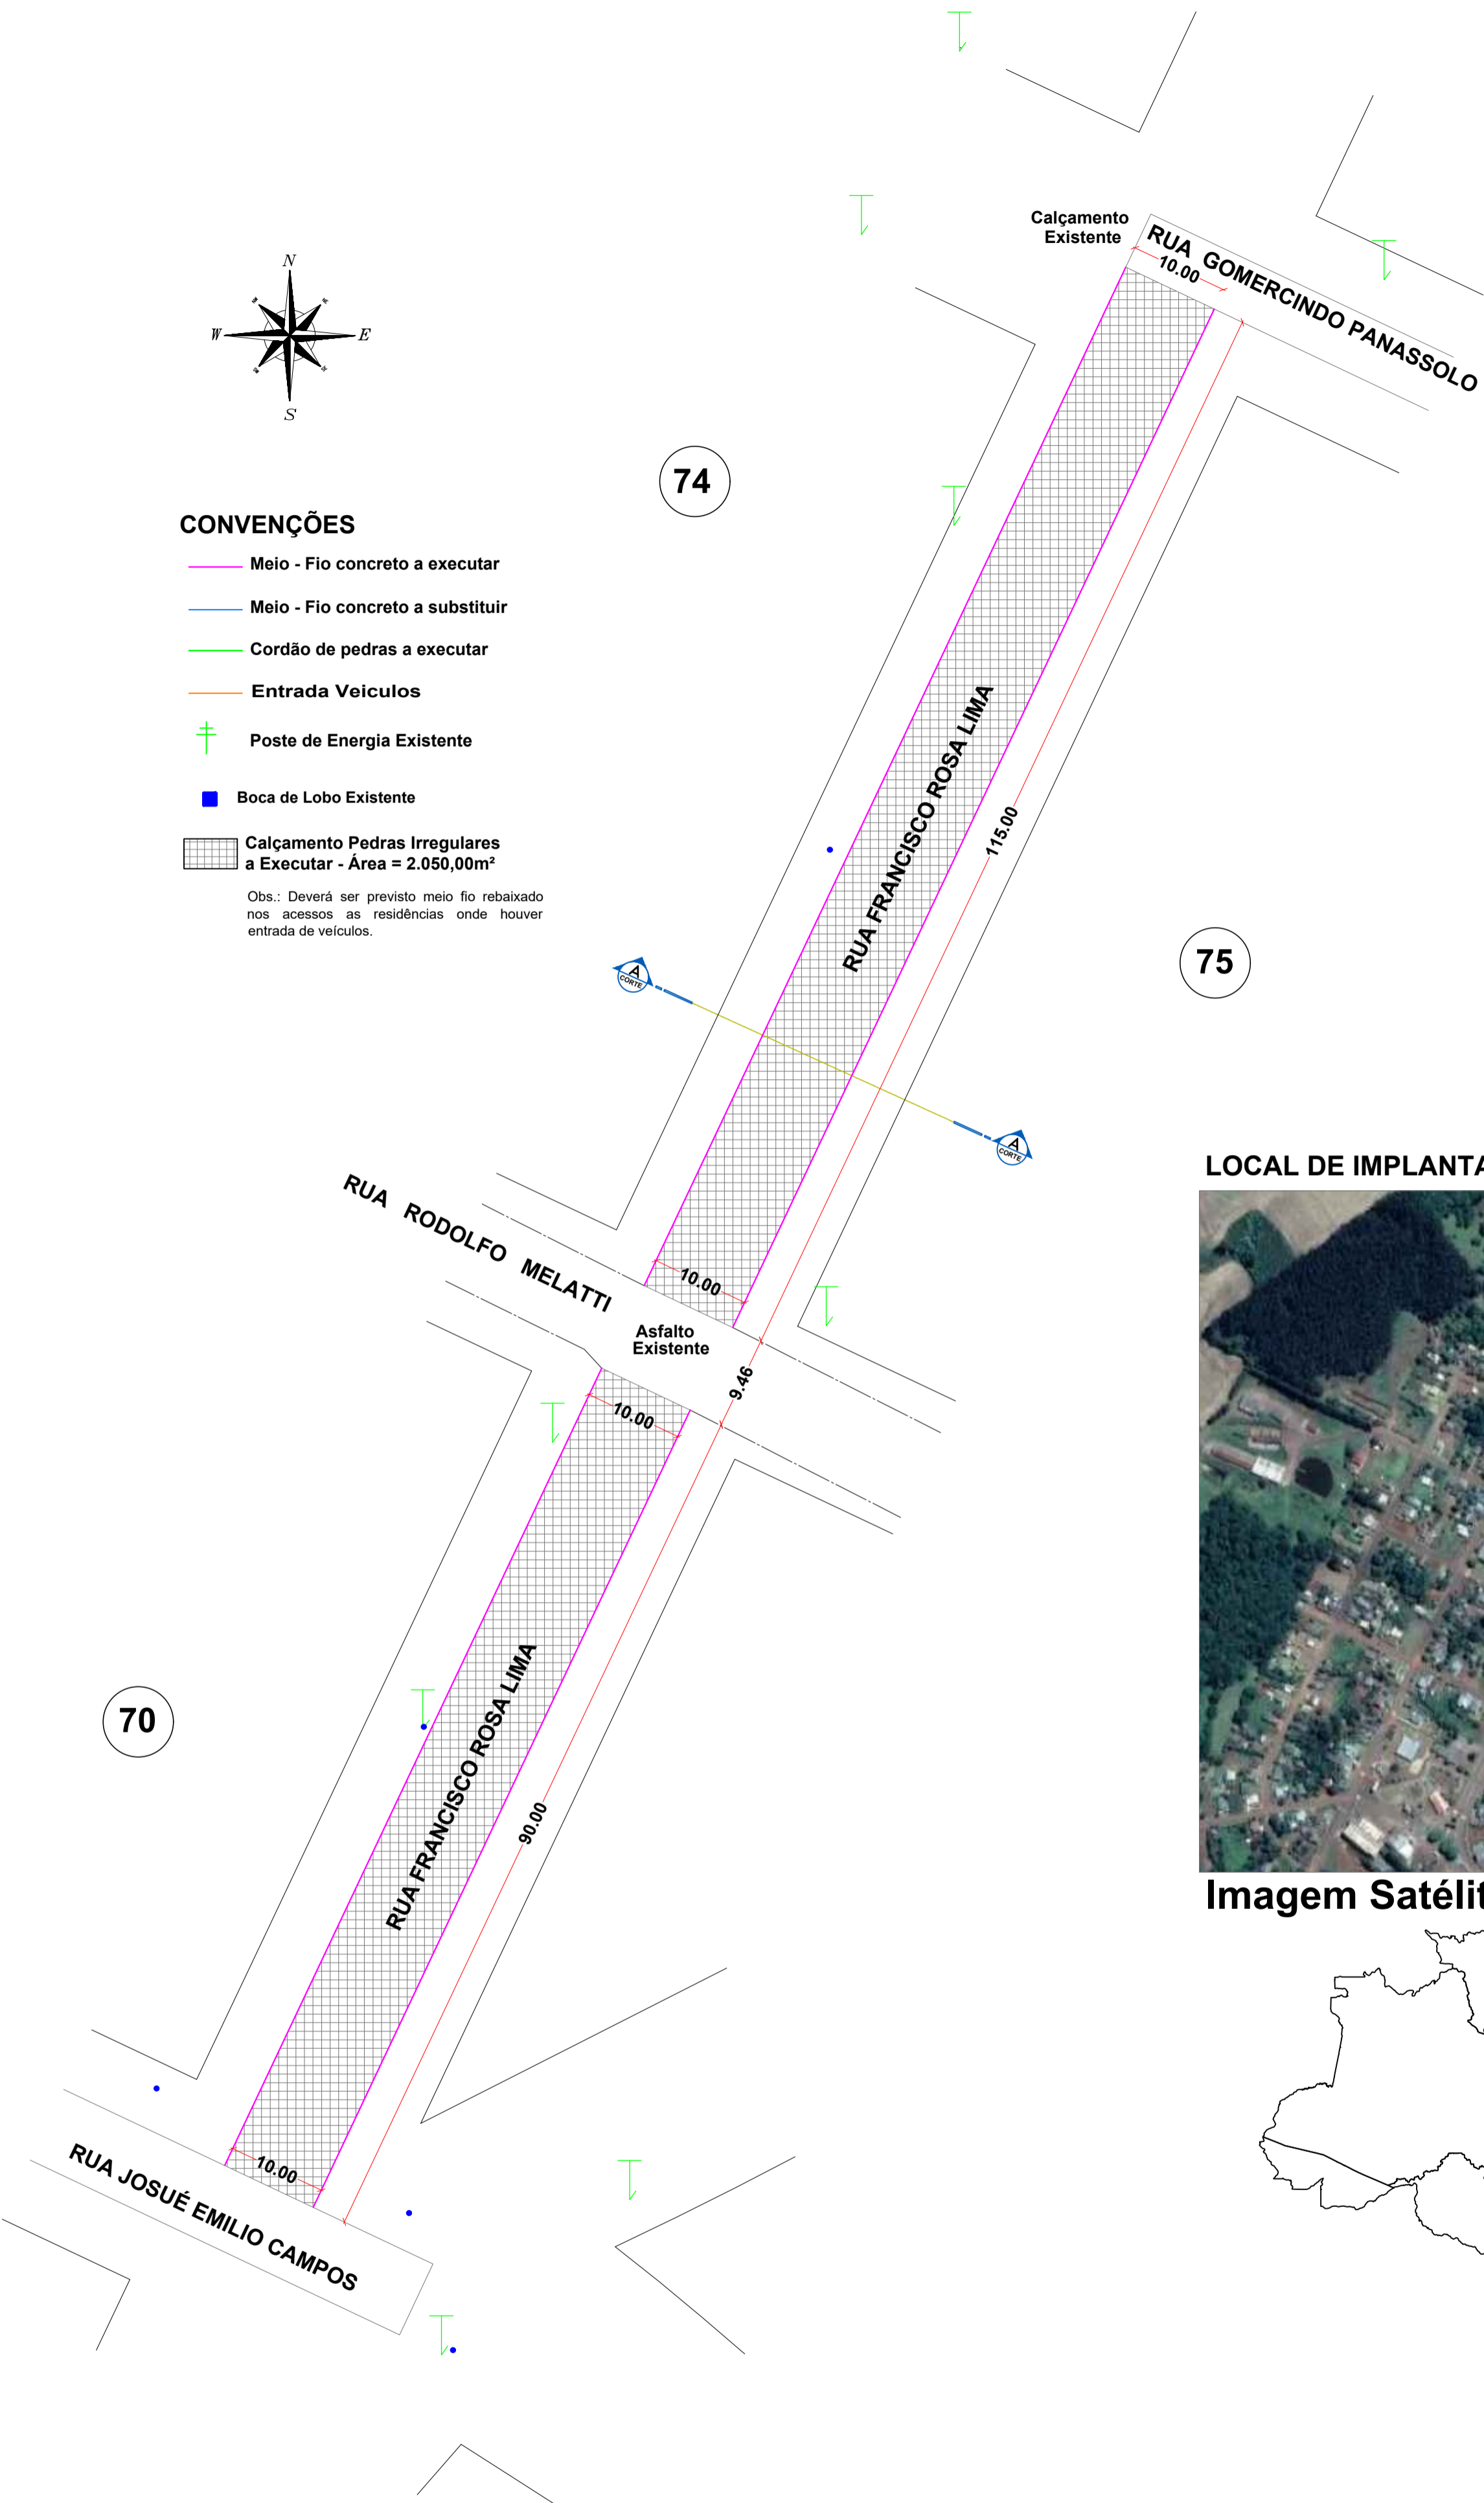 Calçamento
Existente
RUA GOMERCINDO PANASSOLO
10.00
N
W
E
S
74
CONVENÇÕES
Meio - Fio concreto a executar
Meio - Fio concreto a substituir
Cordão de pedras a executar
Entrada Veiculos
Poste de Energia Existente
Boca de Lobo Existente
Calçamento Pedras Irregulares
a Executar - Área = 2.050,00m²
Obs.: Deverá ser previsto meio fio rebaixado
nos acessos as residências onde houver
entrada de veículos.
RUA FRANCISCO ROSA LIMA
115.00
75
A
CORTE
A
CORTE
LOCAL DE IMPLANTA
RUA RODOLFO MELATTI
10.00
Asfalto
Existente
9.46
10.00
RUA FRANCISCO ROSA LIMA
90.00
70
Imagem Satélit
10.00
RUA JOSUÉ EMILIO CAMPOS